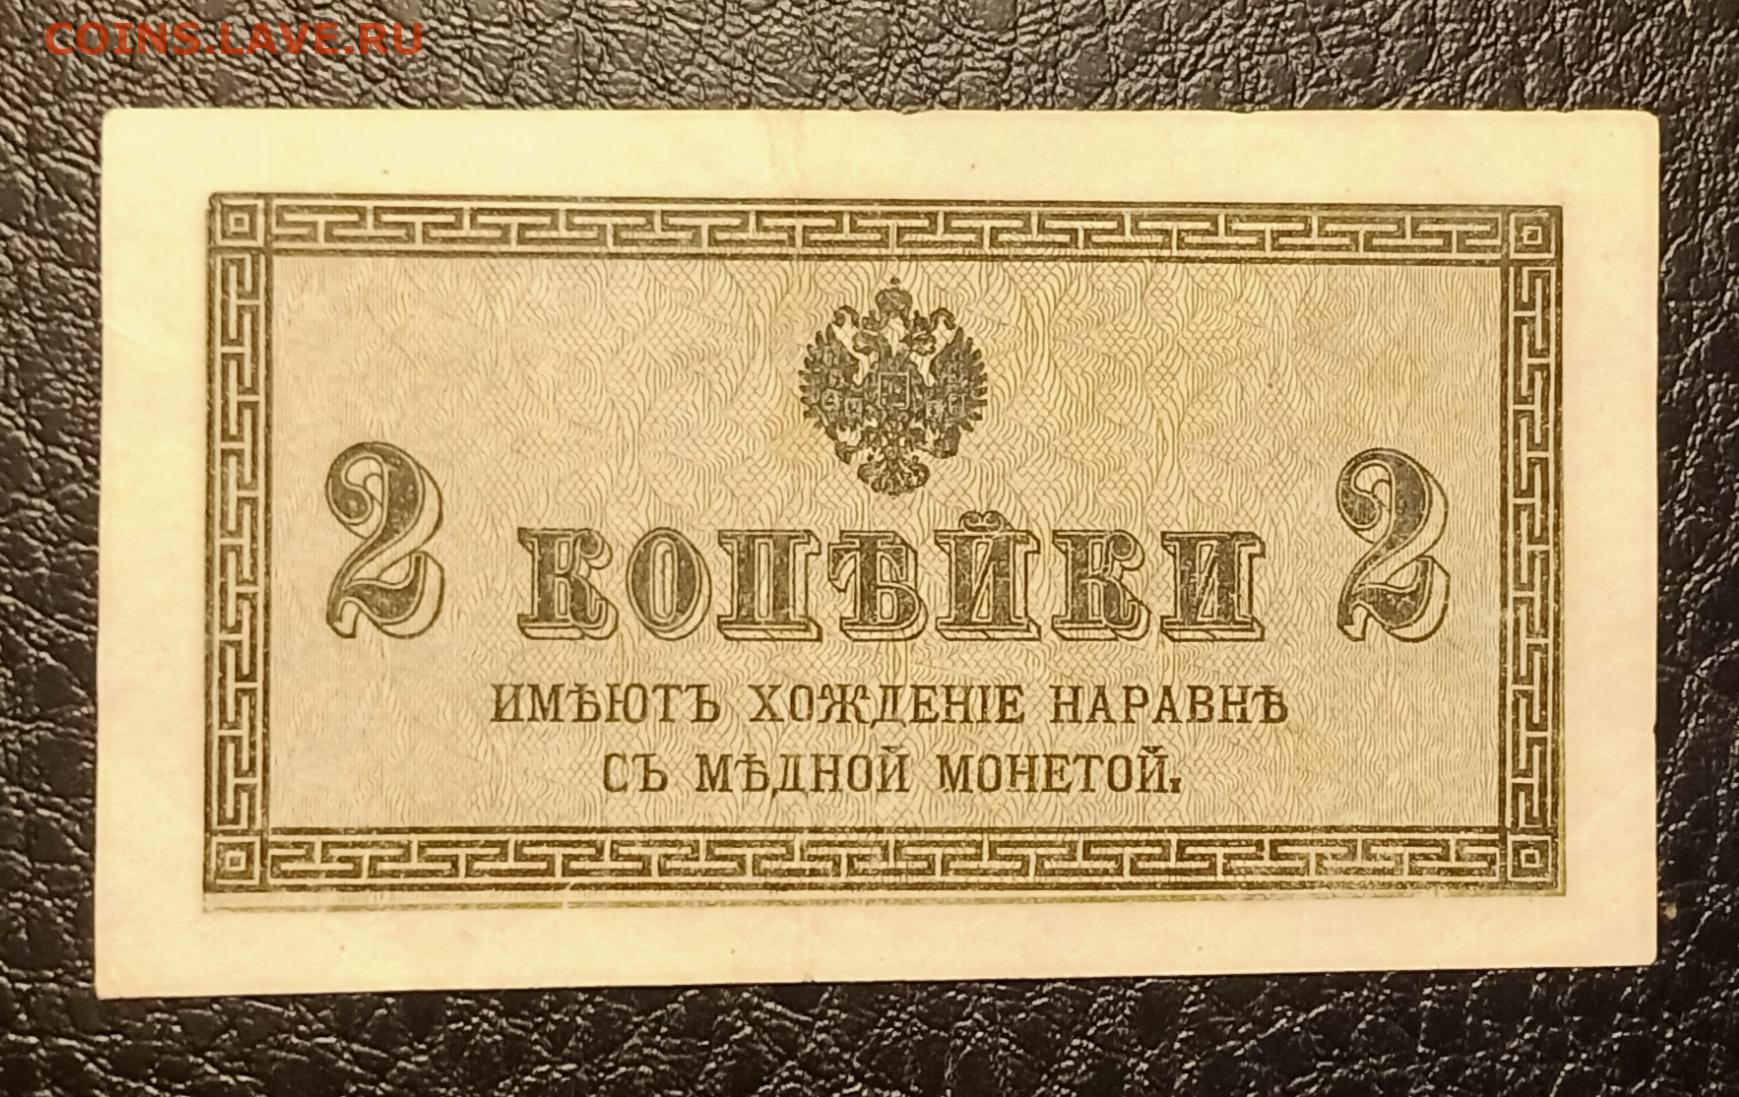 COINS.LAVE.RU
2 КОПѢЙКИ 2
ИМѢЮТЪ ХОЖДЕНІЕ НАРАВНѢ
СЪ МѢДНОЙ МОНЕТОЙ.